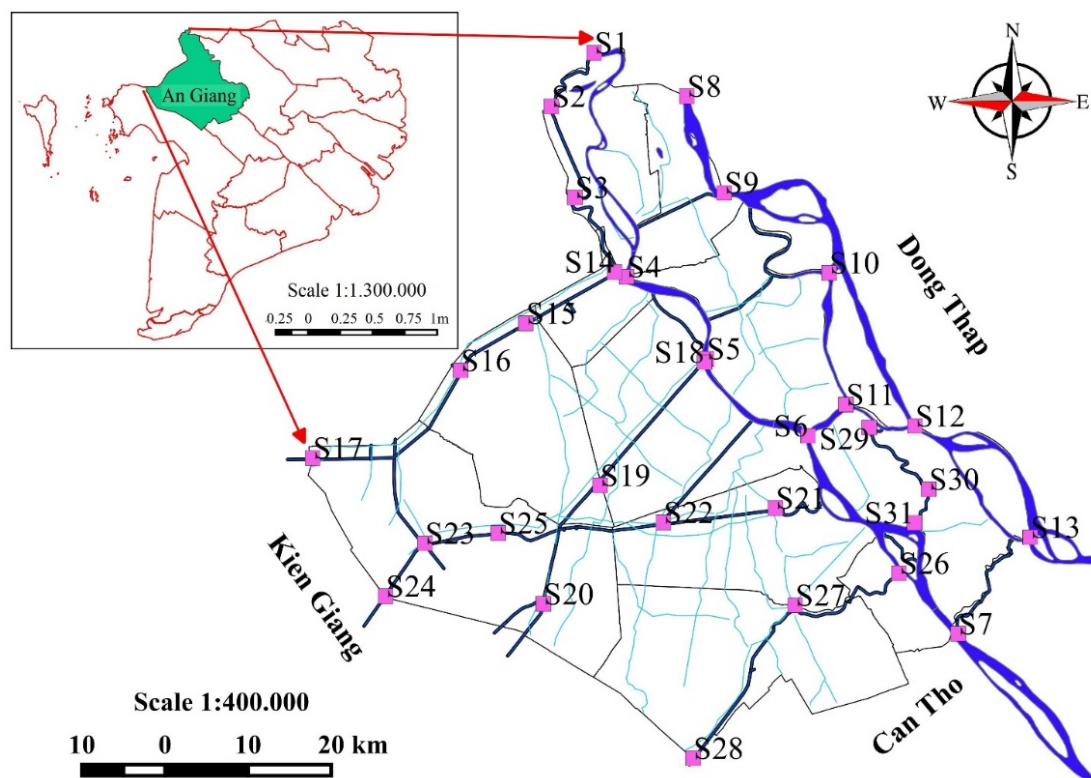 An Giang
Scale 1:1.300.000
0.25 0 0.25 0.50 0.75 1m
N
W E
S
S1
S2
S8
S3
S9
S14 S4
S10
Dong Thap
S15
S16
S18 S5
S11
S12
S6 S29
S17
S19
S30
S21
S22
S31
S13
S25
S23
Kien Giang
S24
S20
S26
S27
S7
Can Tho
S28
Scale 1:400.000
10 0 10 20 km